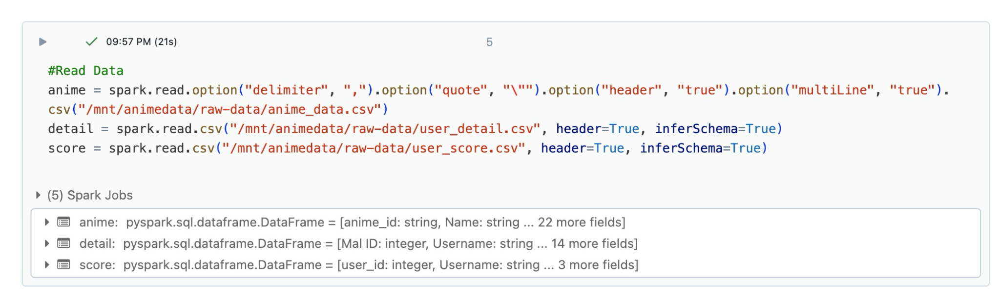 09:57 PM (21s)
5
#Read Data
anime = spark.read.option("delimiter", ",").option("quote", "\"").option("header", "true").option("multiLine", "true").
csv("/mnt/animedata/raw-data/anime_data.csv")
detail = spark.read.csv("/mnt/animedata/raw-data/user_detail.csv", header=True, inferSchema=True)
score = spark.read.csv("/mnt/animedata/raw-data/user_score.csv", header=True, inferSchema=True)
(5) Spark Jobs
anime: pyspark.sql.dataframe.DataFrame = [anime_id: string, Name: string ... 22 more fields]
detail: pyspark.sql.dataframe.DataFrame = [Mal ID: integer, Username: string ... 14 more fields]
score: pyspark.sql.dataframe.DataFrame = [user_id: integer, Username: string ... 3 more fields]